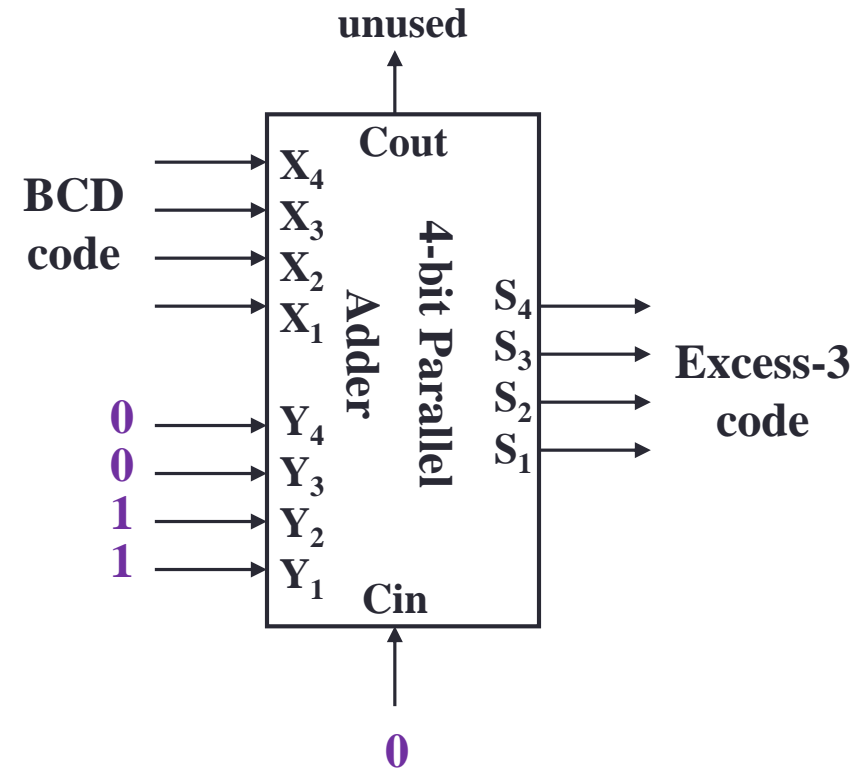 unused
Cout
BCD
code
X4
X3
X2
X1
4-bit Parallel
Adder
S4
S3
S2
S1
Excess-3
code
0
0
1
1
Y4
Y3
Y2
Y1
Cin
0